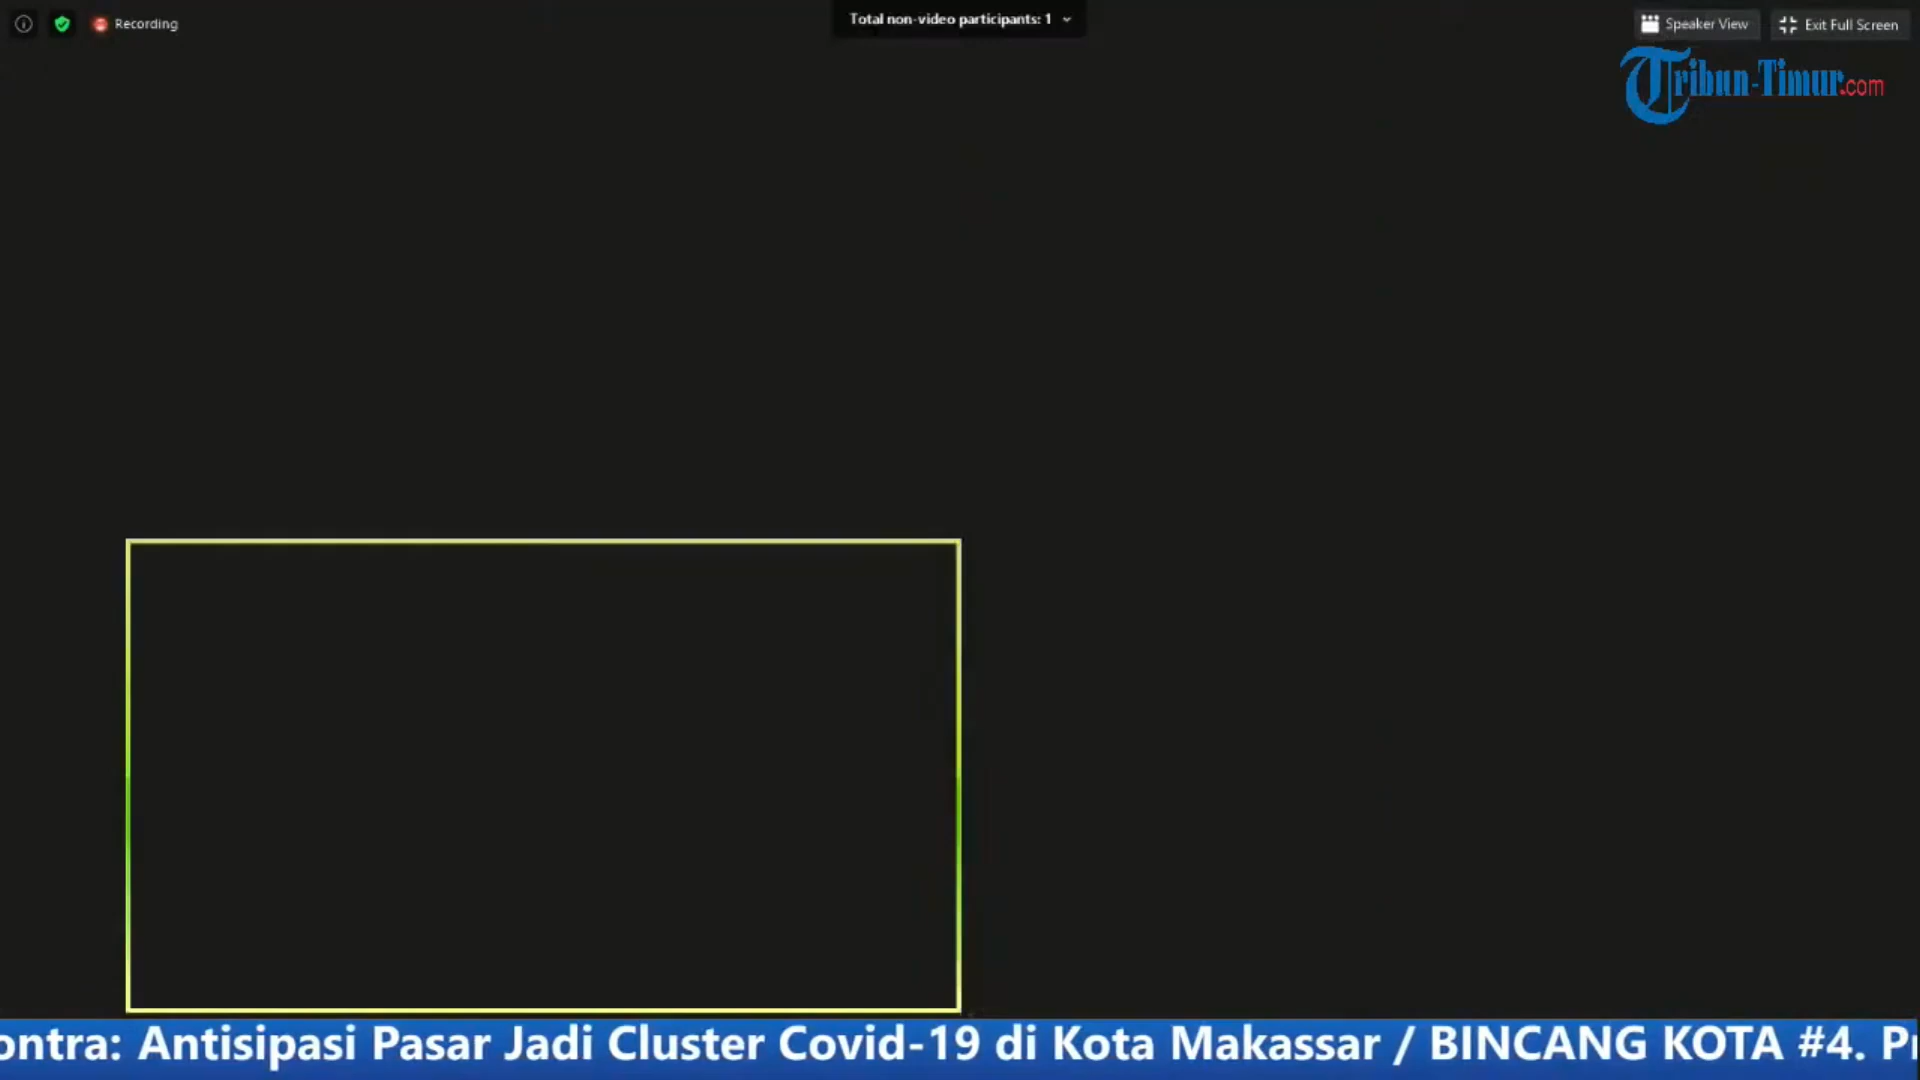 Recording
Total non-video participants: 1
Speaker View
Exit Full Screen
Tribun-Timur.com
ontra: Antisipasi Pasar Jadi Cluster Covid-19 di Kota Makassar / BINCANG KOTA #4. P